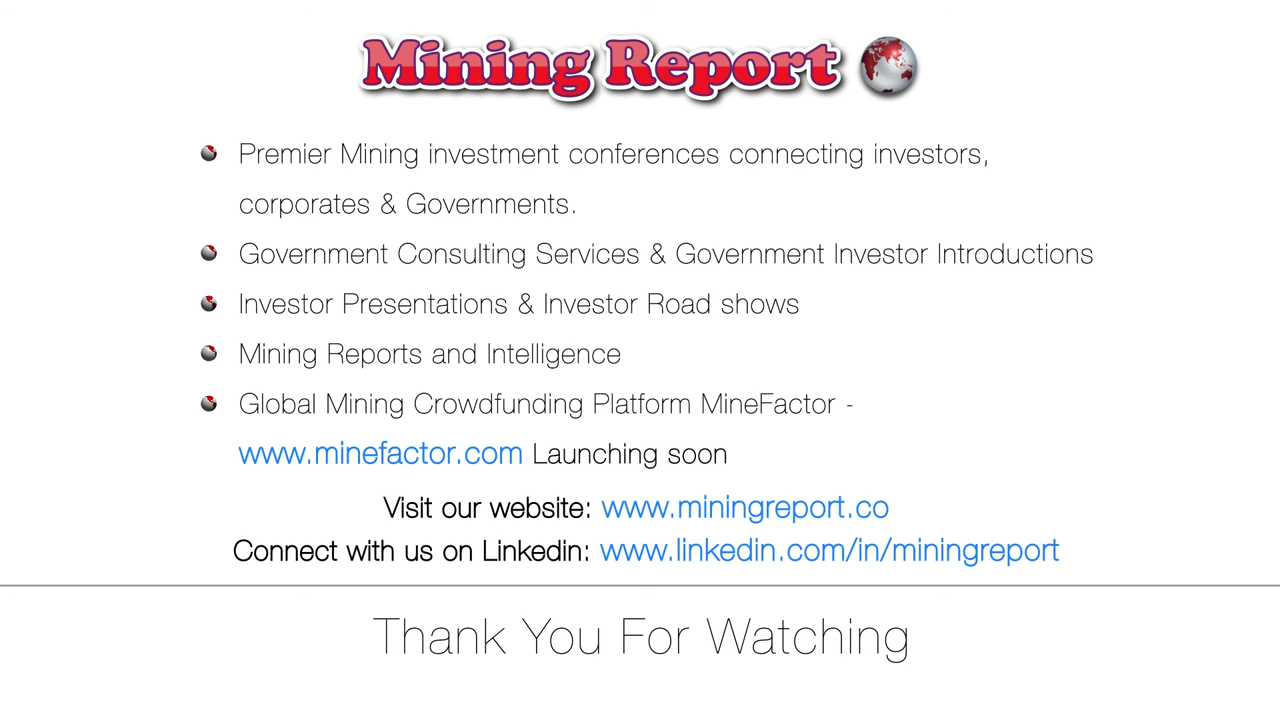 Mining Report
Premier Mining investment conferences connecting investors,
corporates & Governments.
Government Consulting Services & Government Investor Introductions
Investor Presentations & Investor Road shows
Mining Reports and Intelligence
Global Mining Crowdfunding Platform MineFactor -
www.minefactor.com Launching soon
Visit our website: www.miningreport.co
Connect with us on Linkedin: www.linkedin.com/in/miningreport
Thank You For Watching